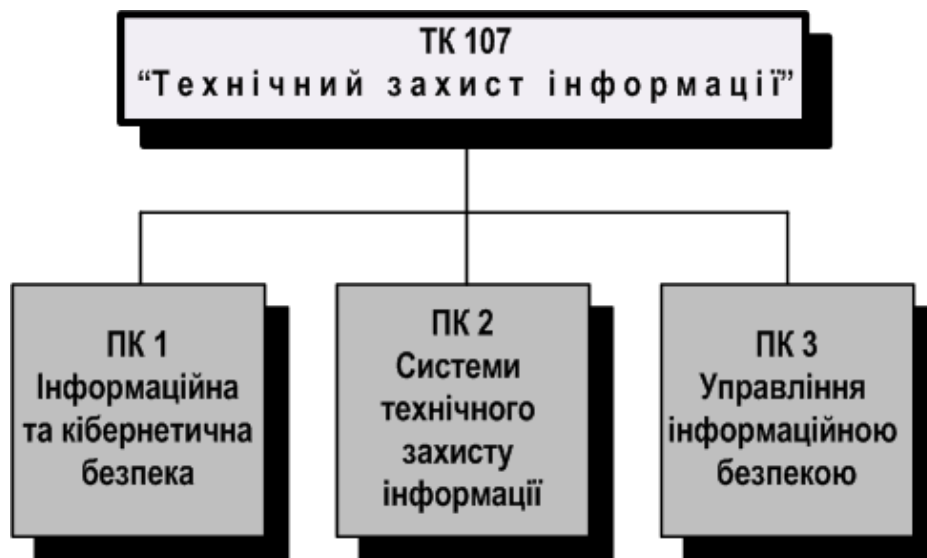 ТК 107
“Технічний захист інформації”
ПК 1
Інформаційна
та кібернетична
безпека
ПК 2
Системи
технічного
захисту
інформації
ПК 3
Управління
інформаційною
безпекою